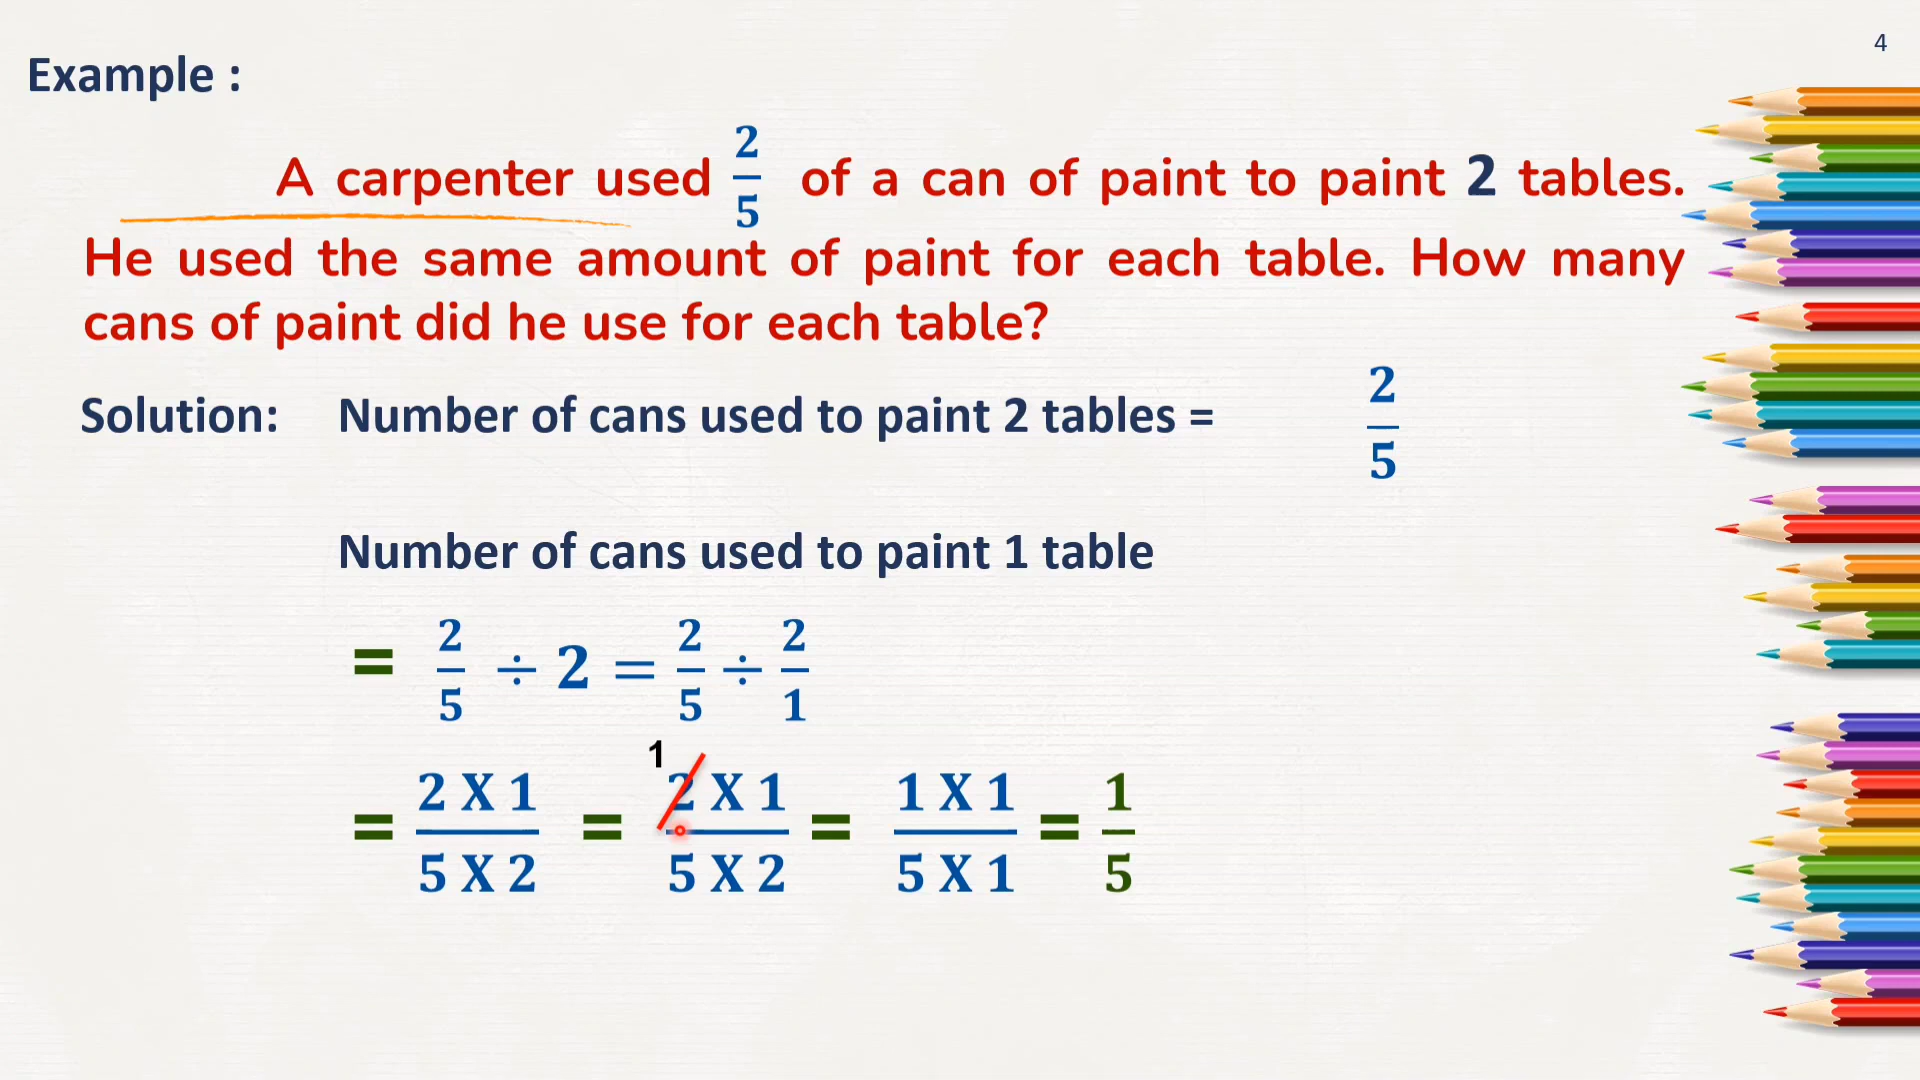 4
Example :
A carpenter used 2/5 of a can of paint to paint 2 tables.
He used the same amount of paint for each table. How many
cans of paint did he use for each table?
Solution: Number of cans used to paint 2 tables = 2/5
Number of cans used to paint 1 table
= 2/5 ÷ 2 = 2/5 ÷ 2/1
1
= 2 X 1 / 5 X 2 = 2 X 1 / 5 X 2 = 1 X 1 / 5 X 1 = 1/5